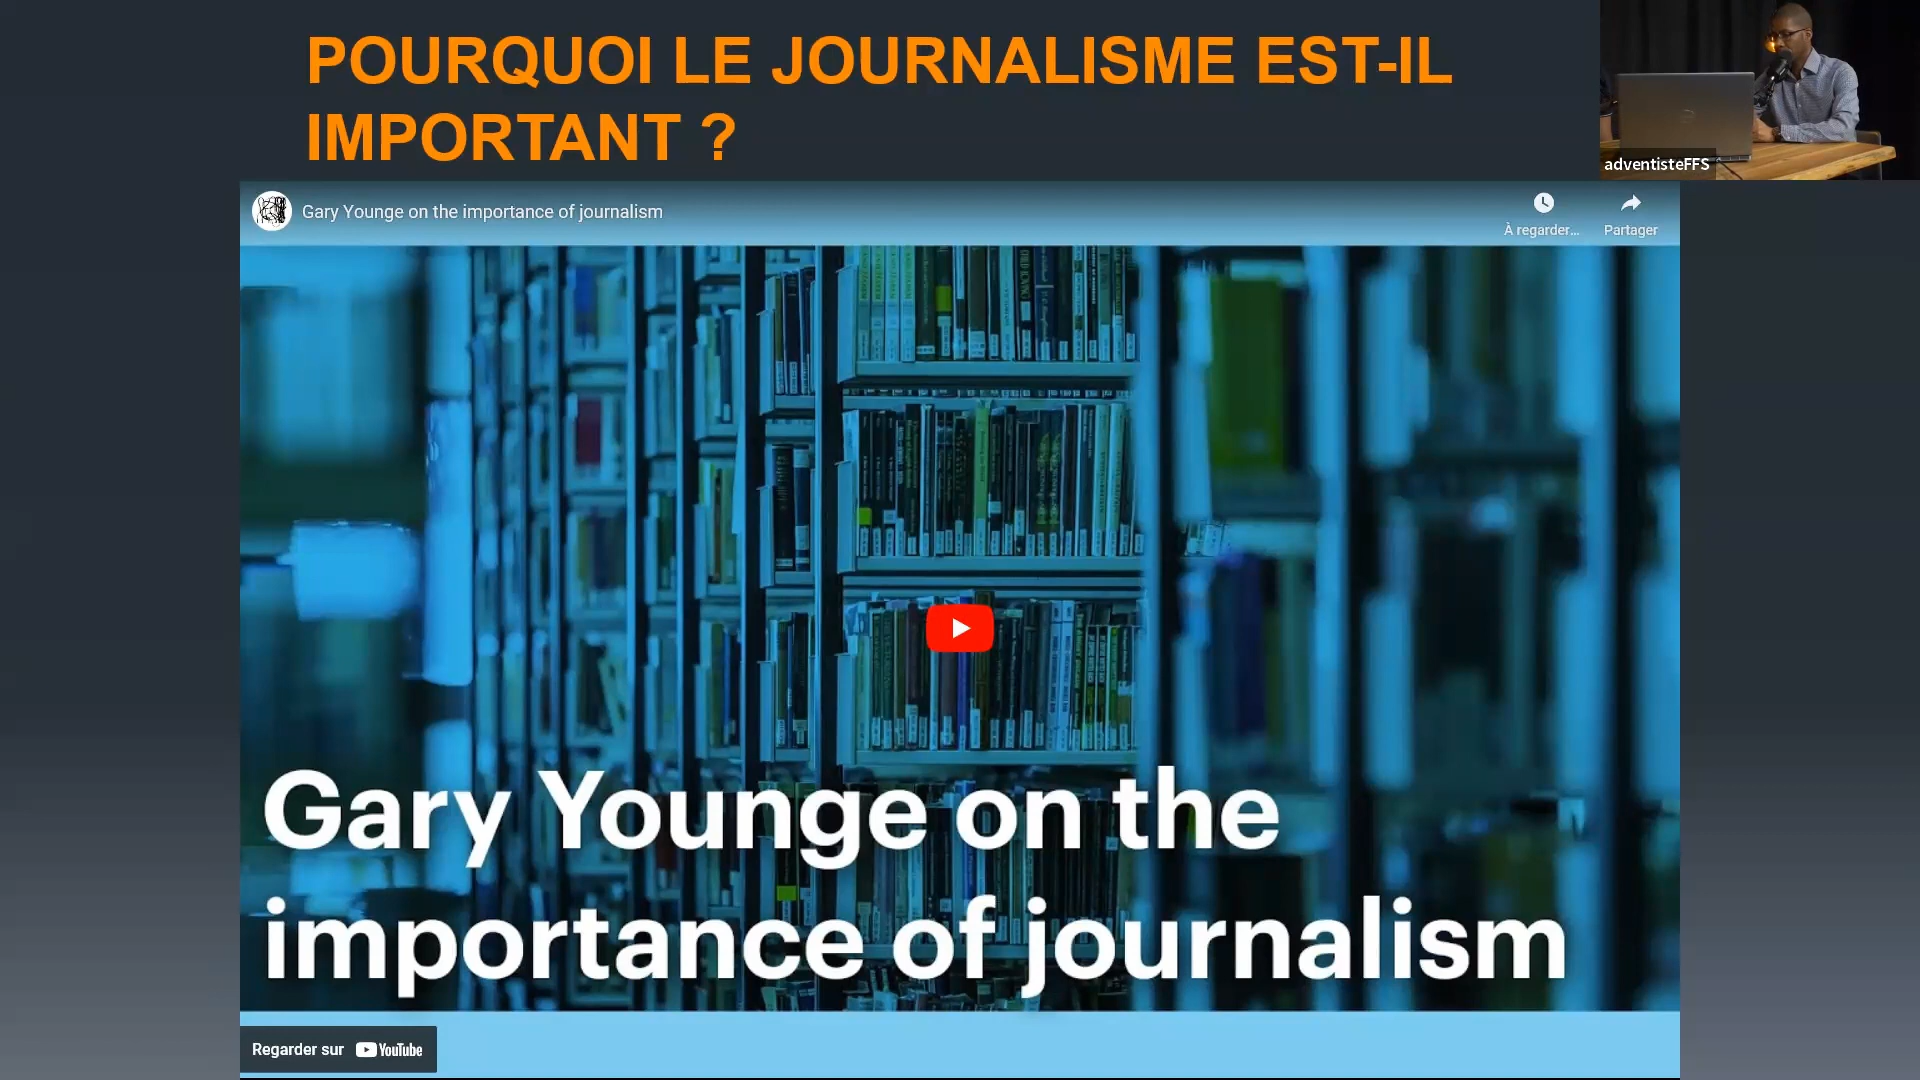 POURQUOI LE JOURNALISME EST-IL
IMPORTANT ?
adventisteFFS
Gary Younge on the importance of journalism
À regarder...
Partager
Gary Younge on the
importance of journalism
Regarder sur YouTube